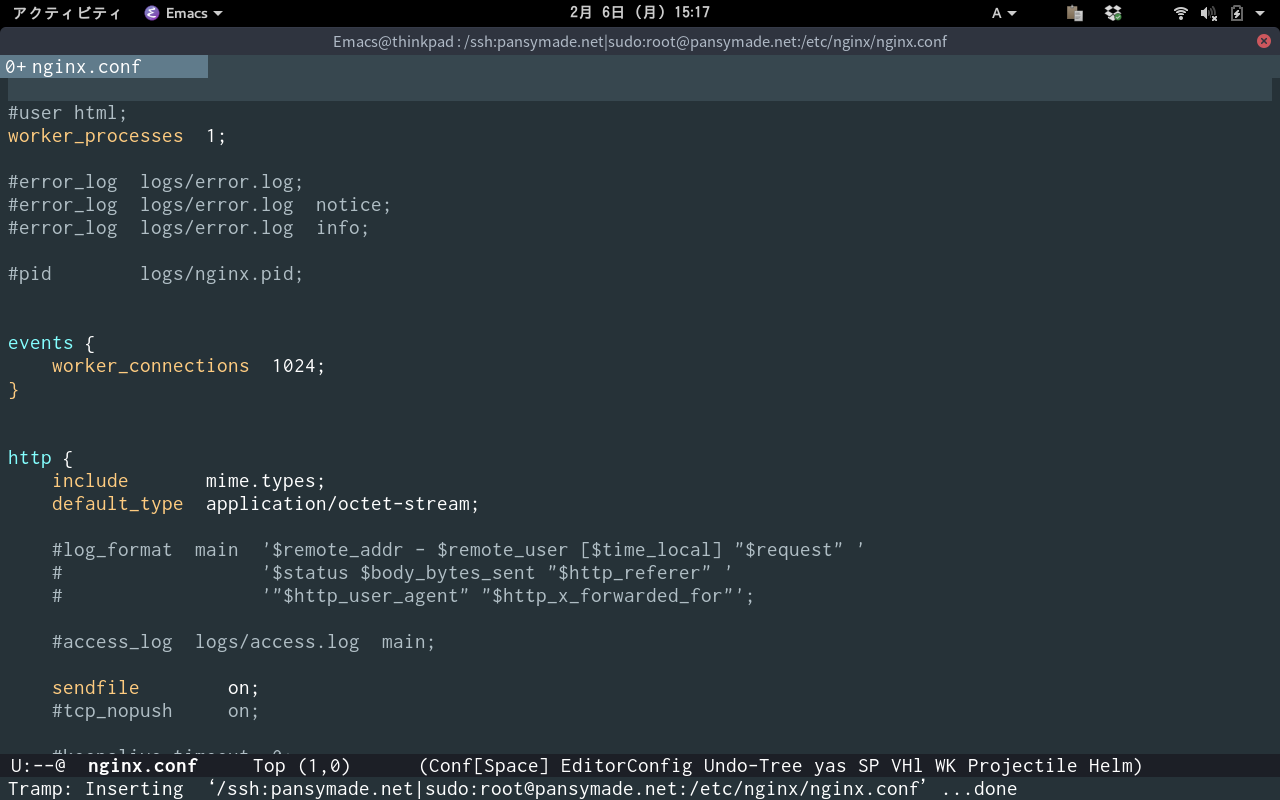 アクティビティ Emacs 2月 6日 (月) 15:17 A
Emacs@thinkpad : /ssh:pansymade.net|sudo:root@pansymade.net:/etc/nginx/nginx.conf
0+ nginx.conf
#user html;
worker_processes  1;
#error_log  logs/error.log;
#error_log  logs/error.log  notice;
#error_log  logs/error.log  info;
#pid        logs/nginx.pid;
events {
    worker_connections  1024;
}
http {
    include       mime.types;
    default_type  application/octet-stream;
    #log_format  main  '$remote_addr - $remote_user [$time_local] "$request" '
    #                  '$status $body_bytes_sent "$http_referer" '
    #                  '"$http_user_agent" "$http_x_forwarded_for"';
    #access_log  logs/access.log  main;
    sendfile        on;
    #tcp_nopush     on;
    #keepalive_timeout  0;
U:--@  nginx.conf     Top (1,0)      (Conf[Space] EditorConfig Undo-Tree yas SP VHl WK Projectile Helm)
Tramp: Inserting  ‘/ssh:pansymade.net|sudo:root@pansymade.net:/etc/nginx/nginx.conf’ ...done